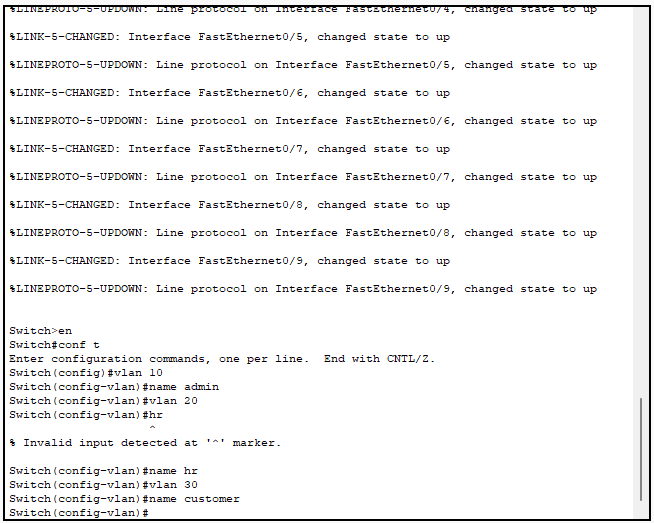 %LINEPROTO-5-UPDOWN: Line protocol on Interface FastEthernet0/4, changed state to up
%LINK-5-CHANGED: Interface FastEthernet0/5, changed state to up
%LINEPROTO-5-UPDOWN: Line protocol on Interface FastEthernet0/5, changed state to up
%LINK-5-CHANGED: Interface FastEthernet0/6, changed state to up
%LINEPROTO-5-UPDOWN: Line protocol on Interface FastEthernet0/6, changed state to up
%LINK-5-CHANGED: Interface FastEthernet0/7, changed state to up
%LINEPROTO-5-UPDOWN: Line protocol on Interface FastEthernet0/7, changed state to up
%LINK-5-CHANGED: Interface FastEthernet0/8, changed state to up
%LINEPROTO-5-UPDOWN: Line protocol on Interface FastEthernet0/8, changed state to up
%LINK-5-CHANGED: Interface FastEthernet0/9, changed state to up
%LINEPROTO-5-UPDOWN: Line protocol on Interface FastEthernet0/9, changed state to up
Switch>en
Switch#conf t
Enter configuration commands, one per line.  End with CNTL/Z.
Switch(config)#vlan 10
Switch(config-vlan)#name admin
Switch(config-vlan)#vlan 20
Switch(config-vlan)#hr
^
% Invalid input detected at '^' marker.
Switch(config-vlan)#name hr
Switch(config-vlan)#vlan 30
Switch(config-vlan)#name customer
Switch(config-vlan)#